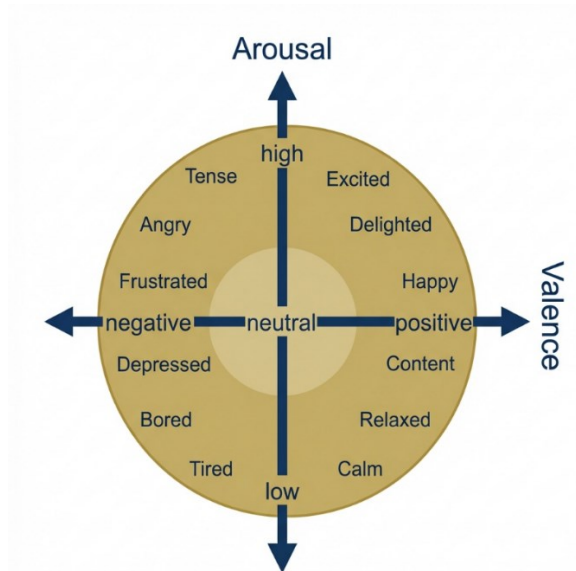 Arousal
high
Tense
Excited
Angry
Delighted
Frustrated
Happy
Valence
negative
neutral
positive
Depressed
Content
Bored
Relaxed
Tired
Calm
low